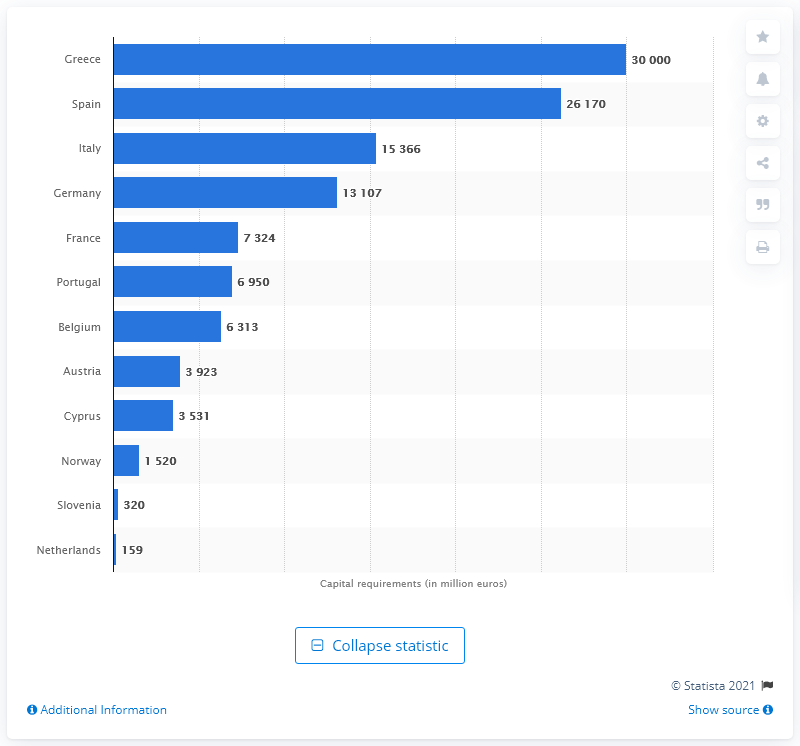 Greece 30 000
Spain 26 170
Italy 15 366
Germany 13 107
France 7 324
Portugal 6 950
Belgium 6 313
Austria 3 923
Cyprus 3 531
Norway 1 520
Slovenia 320
Netherlands 159
Capital requirements (in million euros)
Collapse statistic
© Statista 2021
Additional Information Show source